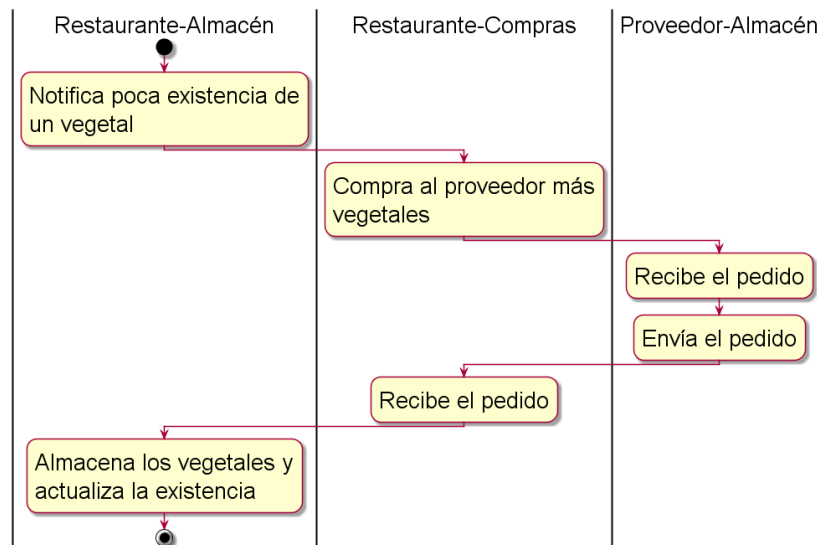 Restaurante-Almacén
Restaurante-Compras
Proveedor-Almacén
Notifica poca existencia de
un vegetal
Compra al proveedor más
vegetales
Recibe el pedido
Envía el pedido
Recibe el pedido
Almacena los vegetales y
actualiza la existencia